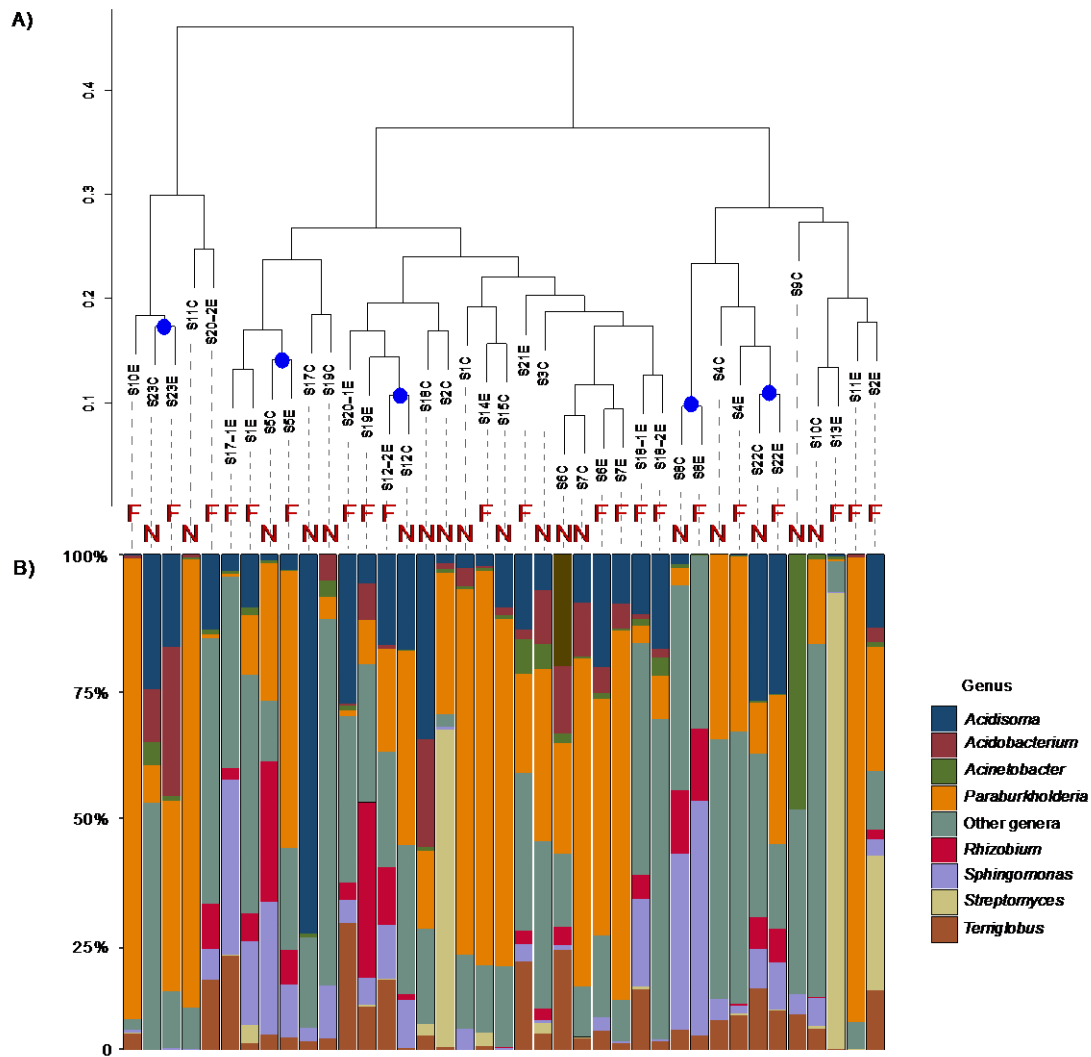 A)
0.4
0.3
0.2
0.1
S10E
S23C
S23E
S11C
S20-2E
S17-1E
S1E
S5C
S5E
S17C
S19C
S20-1E
S19E
S12-2E
S12C
S18C
S2C
S1C
S14E
S15C
S21E
S3C
S6C
S7C
S6E
S7E
S18-1E
S18-2E
S8C
S8E
S4C
S4E
S22C
S22E
S9C
S10C
S13E
S11E
S2E
F N F N F F F N F N N F F F N N N N F N F N N N F F F F N F N F N F N N F F F
B)
100%
75%
50%
25%
0
Genus
Acidisoma
Acidobacterium
Acinetobacter
Paraburkholderia
Other genera
Rhizobium
Sphingomonas
Streptomyces
Terriglobus